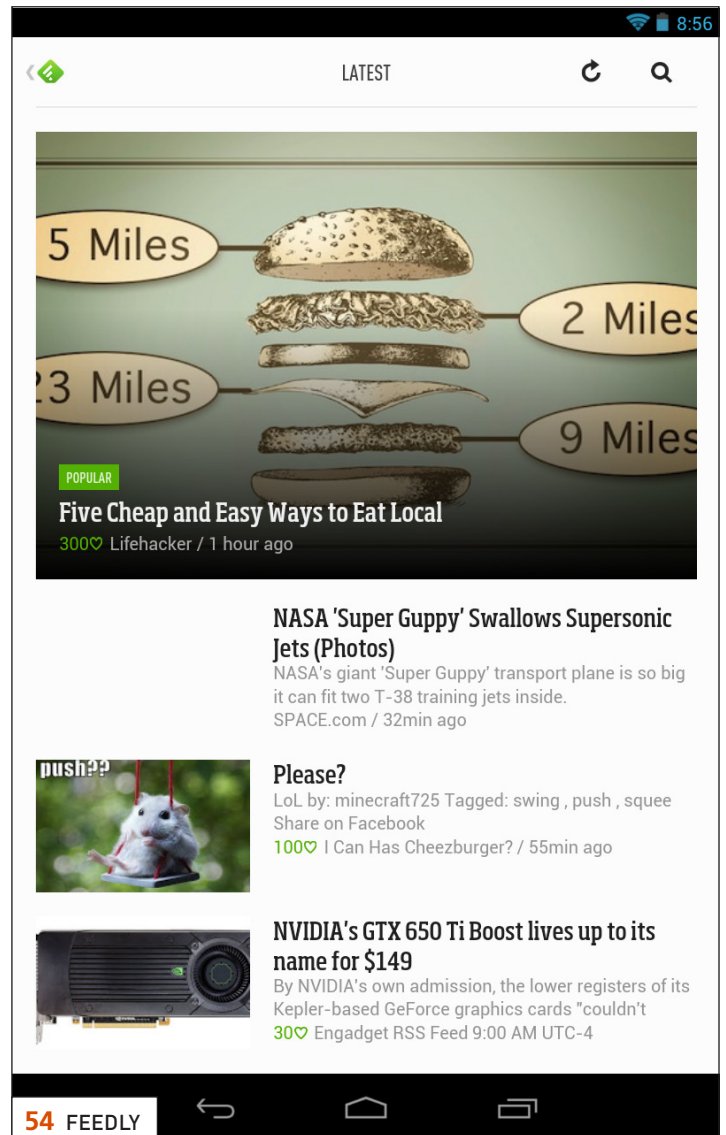 8:56
LATEST
5 Miles
2 Miles
23 Miles
9 Miles
POPULAR
Five Cheap and Easy Ways to Eat Local
300 Lifehacker / 1 hour ago
NASA 'Super Guppy' Swallows Supersonic
Jets (Photos)
NASA's giant 'Super Guppy' transport plane is so big
it can fit two T-38 training jets inside.
SPACE.com / 32min ago
push??
Please?
LoL by: minecraft725 Tagged: swing , push , squee
Share on Facebook
100♡ I Can Has Cheezburger? / 55min ago
NVIDIA's GTX 650 Ti Boost lives up to its
name for $149
By NVIDIA's own admission, the lower registers of its
Kepler-based GeForce graphics cards "couldn't
30♡ Engadget RSS Feed 9:00 AM UTC-4
54 FEEDLY